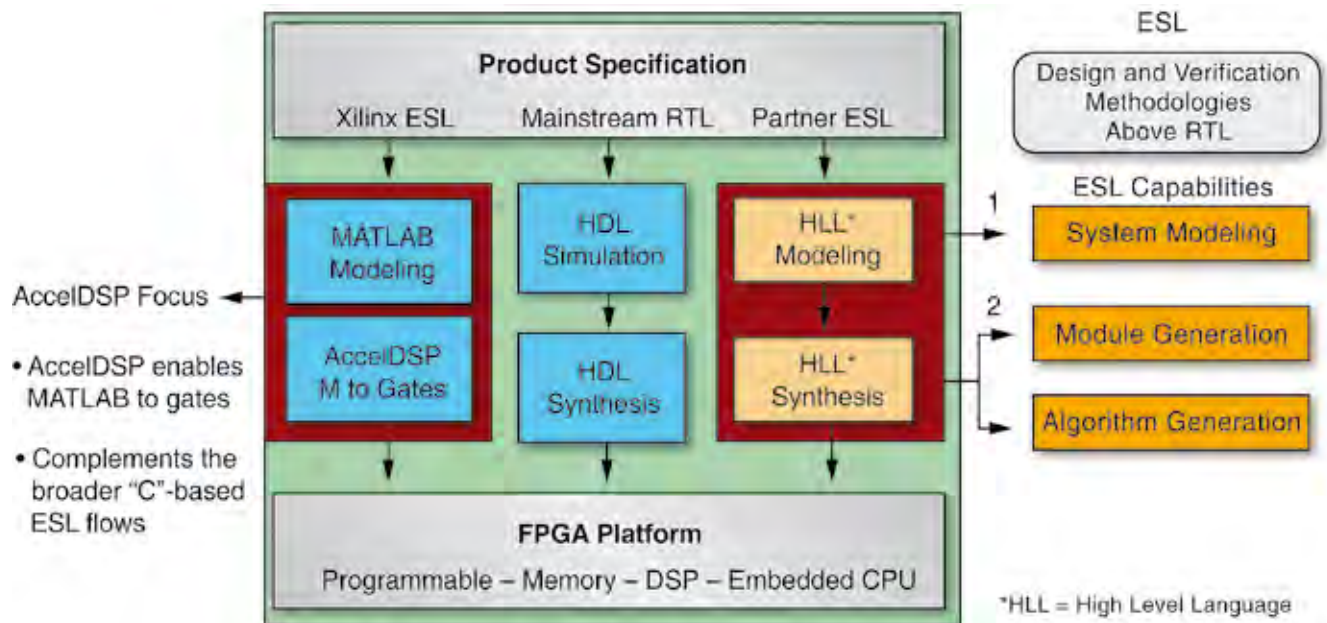 Product Specification
Xilinx ESL
Mainstream RTL
Partner ESL
MATLAB
Modeling
AccelDSP
M to Gates
HDL
Simulation
HDL
Synthesis
HLL*
Modeling
HLL*
Synthesis
FPGA Platform
Programmable – Memory – DSP – Embedded CPU
AccelDSP Focus
• AccelDSP enables
MATLAB to gates
• Complements the
broader “C”-based
ESL flows
ESL
Design and Verification
Methodologies
Above RTL
ESL Capabilities
1
System Modeling
2
Module Generation
Algorithm Generation
*HLL = High Level Language